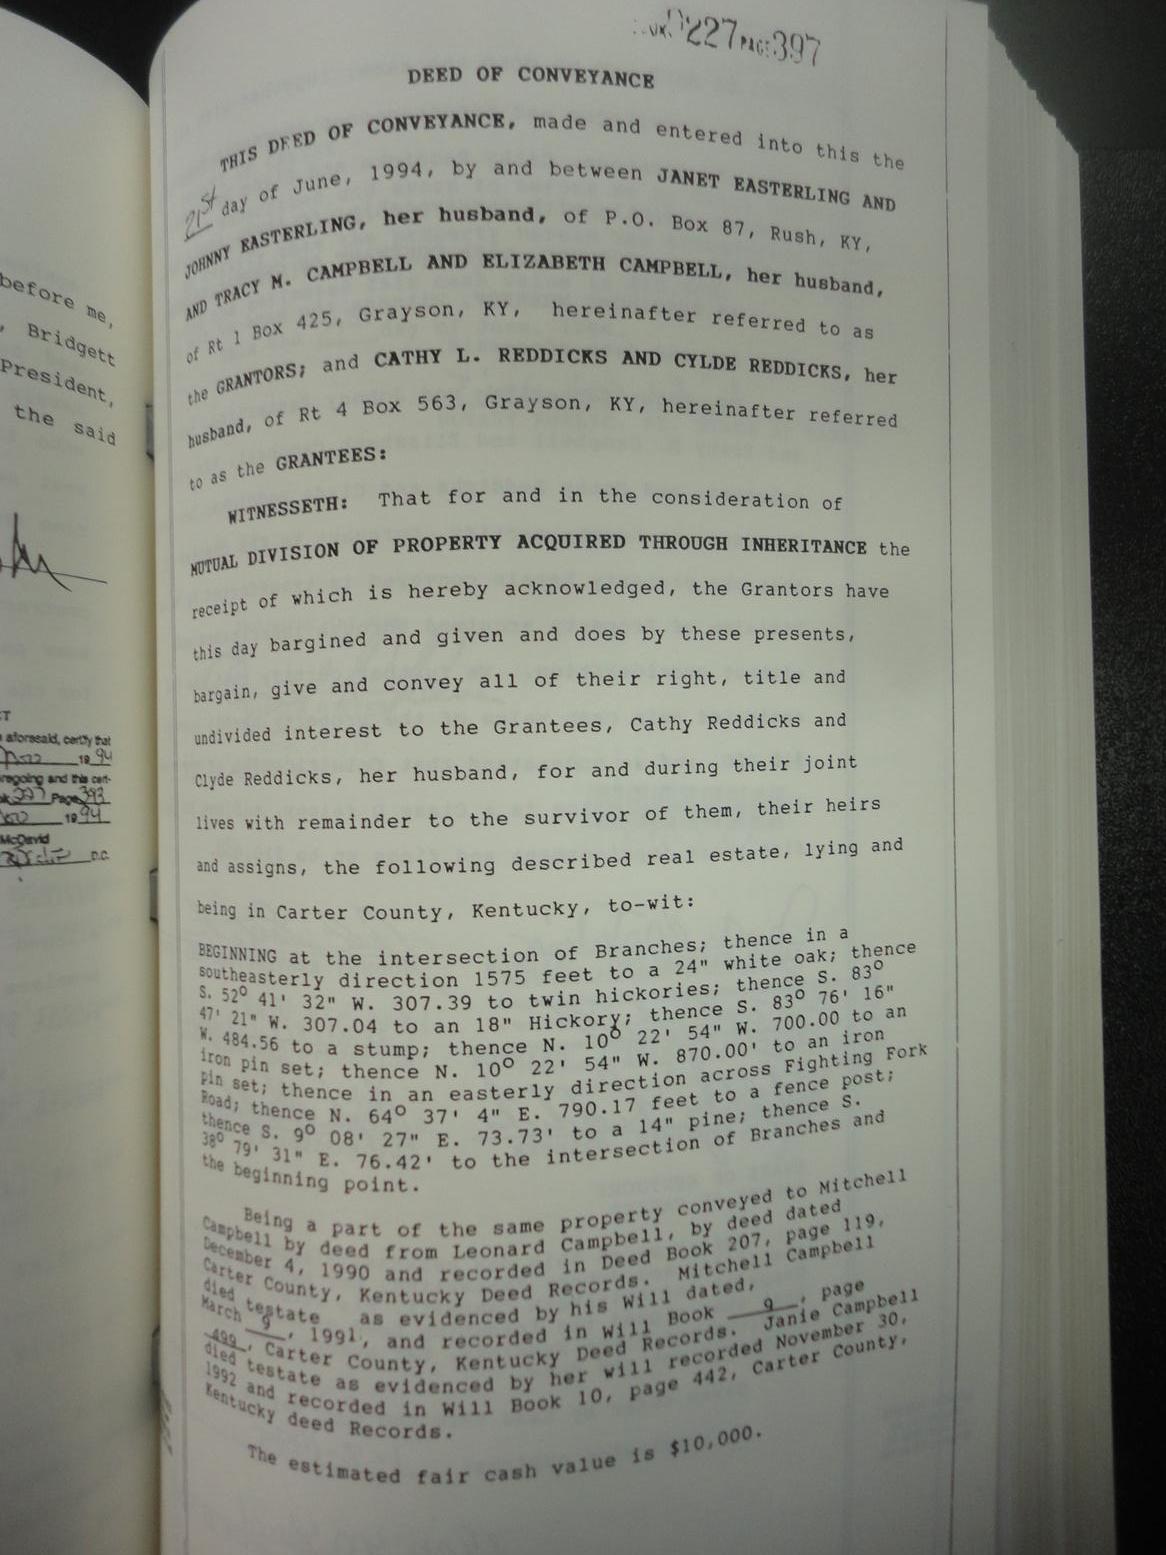 before me,
, Bridgett
President,
the said
aforesaid, certify that
1994
regoing and this cert-
227 Page 393
1994
McDavid
D.C.
227 PAGE 397
DEED OF CONVEYANCE
THIS DEED OF CONVEYANCE, made and entered into this the
21st day of June, 1994, by and between JANET EASTERLING AND
JOHNNY EASTERLING, her husband, of P.O. Box 87, Rush, KY,
AND TRACY M. CAMPBELL AND ELIZABETH CAMPBELL, her husband,
of Rt 1 Box 425, Grayson, KY, hereinafter referred to as
the GRANTORS; and CATHY L. REDDICKS AND CYLDE REDDICKS, her
husband, of Rt 4 Box 563, Grayson, KY, hereinafter referred
to as the GRANTEES:
WITNESSETH: That for and in the consideration of
MUTUAL DIVISION OF PROPERTY ACQUIRED THROUGH INHERITANCE the
receipt of which is hereby acknowledged, the Grantors have
this day bargined and given and does by these presents,
bargain, give and convey all of their right, title and
undivided interest to the Grantees, Cathy Reddicks and
Clyde Reddicks, her husband, for and during their joint
lives with remainder to the survivor of them, their heirs
and assigns, the following described real estate, lying and
being in Carter County, Kentucky, to-wit:
BEGINNING at the intersection of Branches; thence in a
southeasterly direction 1575 feet to a 24" white oak; thence
S. 52° 41' 32" W. 307.39 to twin hickories; thence S. 83°
47' 21" W. 307.04 to an 18" Hickory; thence S. 83° 76' 16"
W. 484.56 to a stump; thence N. 10° 22' 54" W. 700.00 to an
iron pin set; thence N. 10° 22' 54" W. 870.00' to an iron
pin set; thence in an easterly direction across Fighting Fork
Road; thence N. 64° 37' 4" E. 790.17 feet to a fence post;
thence S. 9° 08' 27" E. 73.73' to a 14" pine; thence S.
38° 79' 31" E. 76.42' to the intersection of Branches and
the beginning point.
Being a part of the same property conveyed to Mitchell
Campbell by deed from Leonard Campbell, by deed dated
December 4, 1990 and recorded in Deed Book 207, page 119,
Carter County, Kentucky Deed Records. Mitchell Campbell
died testate as evidenced by his Will dated,
March 9, 1991, and recorded in Will Book 9, page
499, Carter County, Kentucky Deed Records. Janie Campbell
died testate as evidenced by her will recorded November 30,
1992 and recorded in Will Book 10, page 442, Carter County,
Kentucky deed Records.
The estimated fair cash value is $10,000.